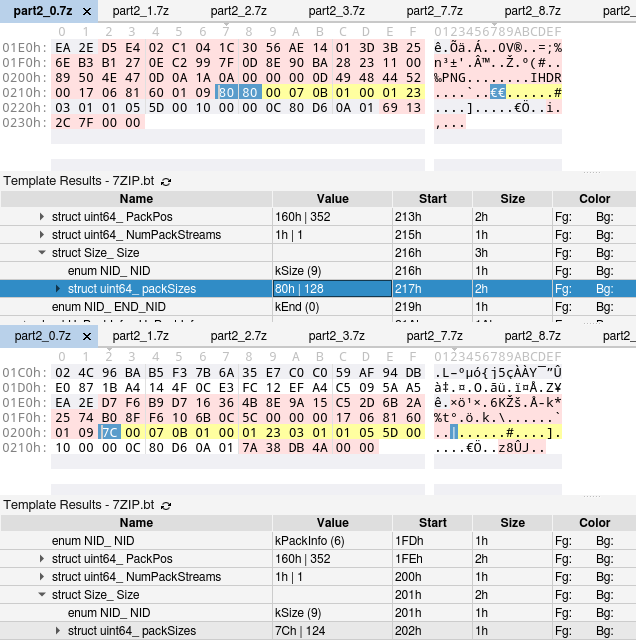 part2_0.7z × part2_1.7z part2_2.7z part2_3.7z part2_7.7z part2_8.7z
0 1 2 3 4 5 6 7 8 9 A B C D E F 0123456789ABCDEF
01E0h: EA 2E D5 E4 02 C1 04 1C 30 56 AE 14 01 3D 3B 25 ê.Õä.Á..0V®..=;%
01F0h: 6E B3 B1 27 0E C2 99 7F 0D 8E 90 BA 28 23 11 00 n³±'.Â™..Ž.º(#..
0200h: 89 50 4E 47 0D 0A 1A 0A 00 00 00 0D 49 48 44 52 ‰PNG........IHDR
0210h: 00 17 06 81 60 01 09 80 80 00 07 0B 01 00 01 23 ....`..€€......#
0220h: 03 01 01 05 5D 00 10 00 00 0C 80 D6 0A 01 69 13 ....].....€Ö..i.
0230h: 2C 7F 00 00 ,...
Template Results - 7ZIP.bt
Name Value Start Size Color
struct uint64_ PackPos 160h | 352 213h 2h Fg: Bg:
struct uint64_ NumPackStreams 1h | 1 215h 1h Fg: Bg:
struct Size_ Size 216h 3h Fg: Bg:
enum NID_ NID kSize (9) 216h 1h Fg: Bg:
struct uint64_ packSizes 80h | 128 217h 2h Fg: Bg:
enum NID_ END_NID kEnd (0) 219h 1h Fg: Bg:
part2_0.7z × part2_1.7z part2_2.7z part2_3.7z part2_7.7z part2_8.7z
0 1 2 3 4 5 6 7 8 9 A B C D E F 0123456789ABCDEF
01C0h: 02 4C 96 BA B5 F3 7B 6A 35 E7 C0 C0 59 AF 94 DB .L–ºµó{j5çÀÀY¯”Û
01D0h: E0 87 1B A4 14 4F 0C E3 FC 12 EF A4 C5 09 5A A5 à‡.¤.O.ãü.ï¤Å.Z¥
01E0h: EA 2E D7 F6 B9 D7 16 36 4B 8E 9A 15 C5 2D 6B 2A ê.×ö¹×.6KŽš.Å-k*
01F0h: 25 74 B0 8F F6 10 6B 0C 5C 00 00 00 17 06 81 60 %t°.ö.k.\......`
0200h: 01 09 7C 00 07 0B 01 00 01 23 03 01 01 05 5D 00 ..|......#....].
0210h: 10 00 00 0C 80 D6 0A 01 7A 38 DB 4A 00 00 ....€Ö..z8ÛJ..
Template Results - 7ZIP.bt
Name Value Start Size Color
enum NID_ NID kPackInfo (6) 1FDh 1h Fg: Bg:
struct uint64_ PackPos 160h | 352 1FEh 2h Fg: Bg:
struct uint64_ NumPackStreams 1h | 1 200h 1h Fg: Bg:
struct Size_ Size 201h 2h Fg: Bg:
enum NID_ NID kSize (9) 201h 1h Fg: Bg:
struct uint64_ packSizes 7Ch | 124 202h 1h Fg: Bg: